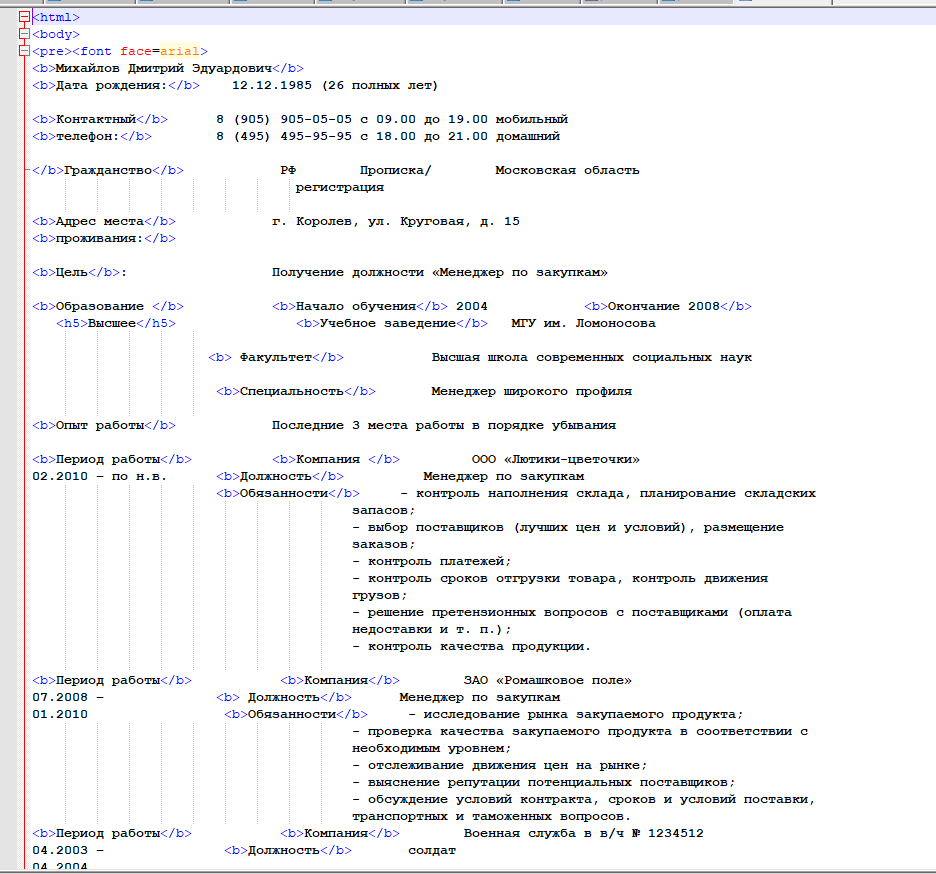 <html>
<body>
<pre><font face=arial>
<b>Михайлов Дмитрий Эдуардович</b>
<b>Дата рождения:</b>    12.12.1985 (26 полных лет)
<b>Контактный</b>      8 (905) 905-05-05 с 09.00 до 19.00 мобильный
<b>телефон:</b>        8 (495) 495-95-95 с 18.00 до 21.00 домашний
</b>Гражданство</b>            РФ        Прописка/        Московская область
регистрация
<b>Адрес места</b>            г. Королев, ул. Круговая, д. 15
<b>проживания:</b>
<b>Цель</b>:                  Получение должности «Менеджер по закупкам»
<b>Образование </b>           <b>Начало обучения</b> 2004            <b>Окончание 2008</b>
<h5>Высшее</h5>               <b>Учебное заведение</b>   МГУ им. Ломоносова
<b> Факультет</b>           Высшая школа современных социальных наук
<b>Специальность</b>       Менеджер широкого профиля
<b>Опыт работы</b>            Последние 3 места работы в порядке убывания
<b>Период работы</b>          <b>Компания </b>         ООО «Лютики-цветочки»
02.2010 – по н.в.      <b>Должность</b>          Менеджер по закупкам
<b>Обязанности</b>     – контроль наполнения склада, планирование складских
запасов;
– выбор поставщиков (лучших цен и условий), размещение
заказов;
– контроль платежей;
– контроль сроков отгрузки товара, контроль движения
грузов;
– решение претензионных вопросов с поставщиками (оплата
недоставки и т. п.);
– контроль качества продукции.
<b>Период работы</b>           <b>Компания</b>        ЗАО «Ромашковое поле»
07.2008 –              <b> Должность</b>      Менеджер по закупкам
01.2010                 <b>Обязанности</b>     – исследование рынка закупаемого продукта;
– проверка качества закупаемого продукта в соответствии с
необходимым уровнем;
– отслеживание движения цен на рынке;
– выяснение репутации потенциальных поставщиков;
– обсуждение условий контракта, сроков и условий поставки,
транспортных и таможенных вопросов.
<b>Период работы</b>           <b>Компания</b>        Военная служба в в/ч № 1234512
04.2003 –               <b>Должность</b>       солдат
04.2004